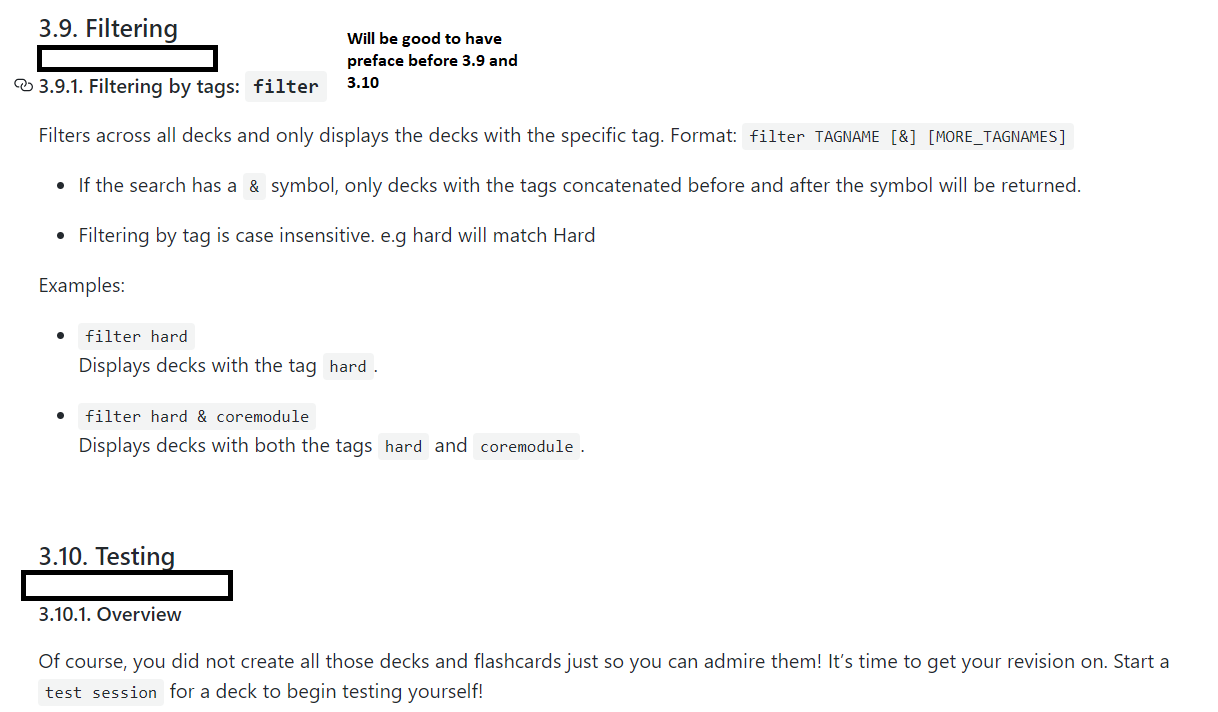 3.9. Filtering
Will be good to have
preface before 3.9 and
3.10
3.9.1. Filtering by tags: filter
Filters across all decks and only displays the decks with the specific tag. Format: filter TAGNAME [&] [MORE_TAGNAMES]
• If the search has a & symbol, only decks with the tags concatenated before and after the symbol will be returned.
• Filtering by tag is case insensitive. e.g hard will match Hard
Examples:
• filter hard
Displays decks with the tag hard.
• filter hard & coremodule
Displays decks with both the tags hard and coremodule.
3.10. Testing
3.10.1. Overview
Of course, you did not create all those decks and flashcards just so you can admire them! It’s time to get your revision on. Start a
test session for a deck to begin testing yourself!